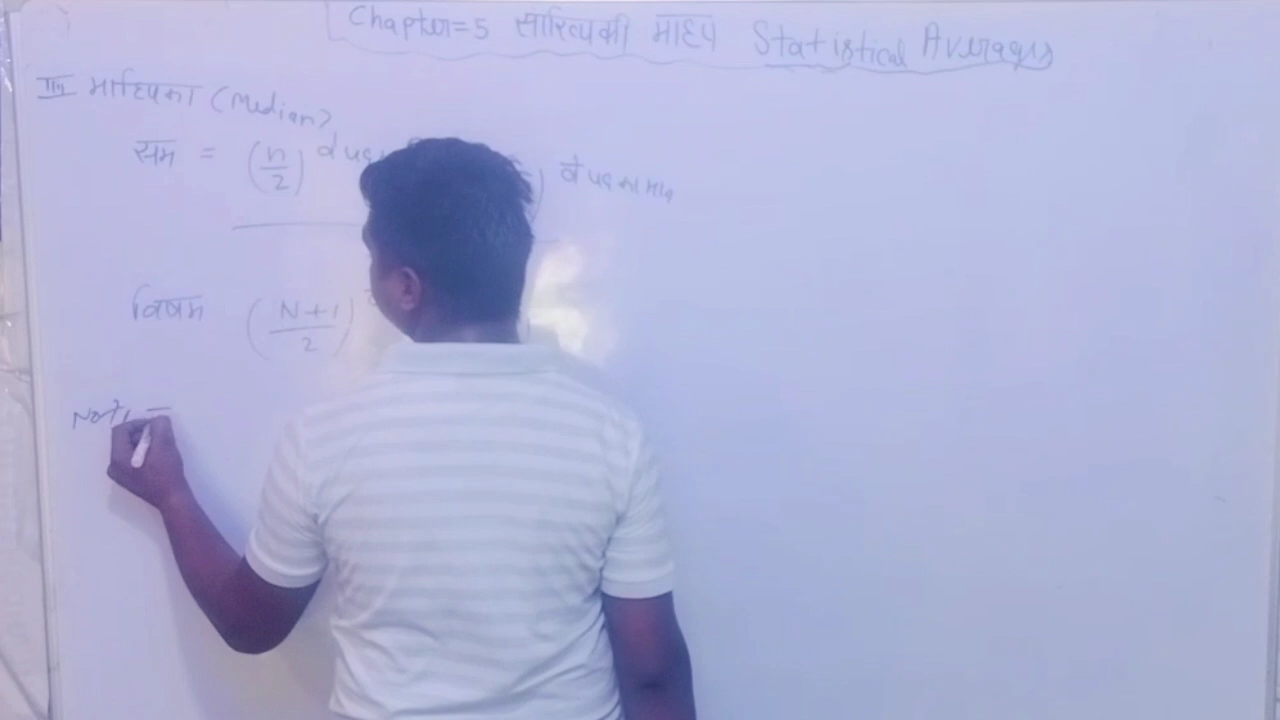 Chapter=5 सांख्यिकी माध्य Statistical Averages
III माध्यिका (Median)
सम = (n/2) वे पद ) वे पद का मान
विषम (N+1/2)
Note =